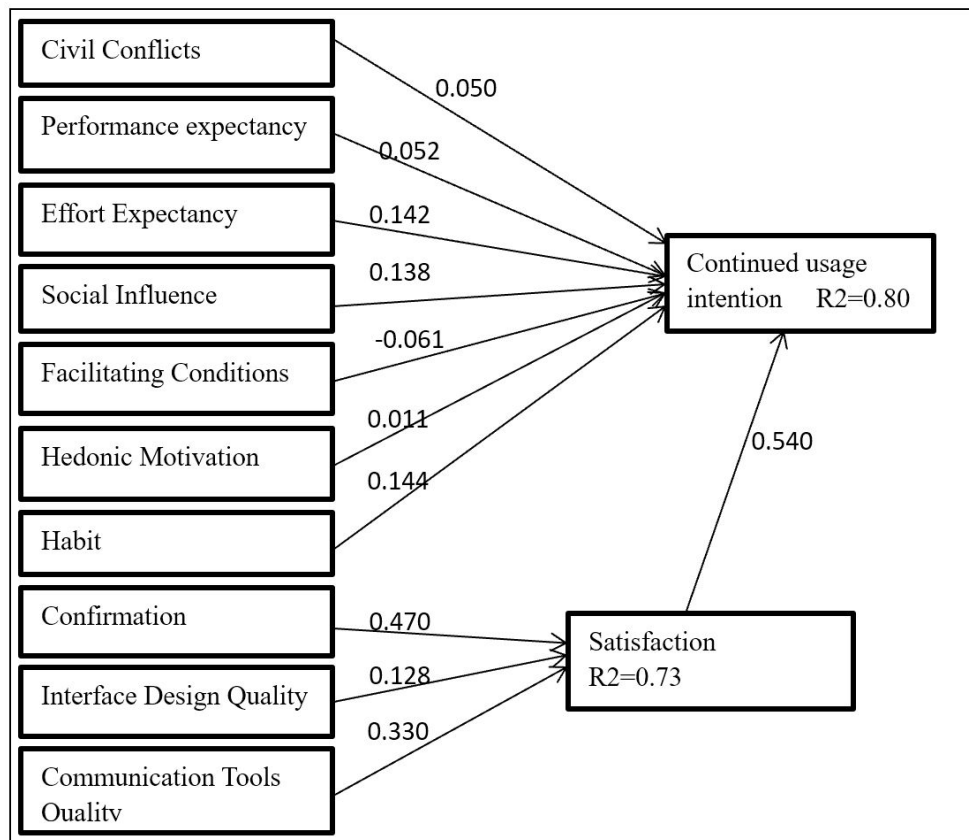 Civil Conflicts
0.050
Performance expectancy
0.052
Effort Expectancy
0.142
Social Influence
0.138
Continued usage
intention R2=0.80
Facilitating Conditions
-0.061
Hedonic Motivation
0.011
0.540
Habit
0.144
Confirmation
0.470
Satisfaction
R2=0.73
Interface Design Quality
0.128
Communication Tools
Quality
0.330